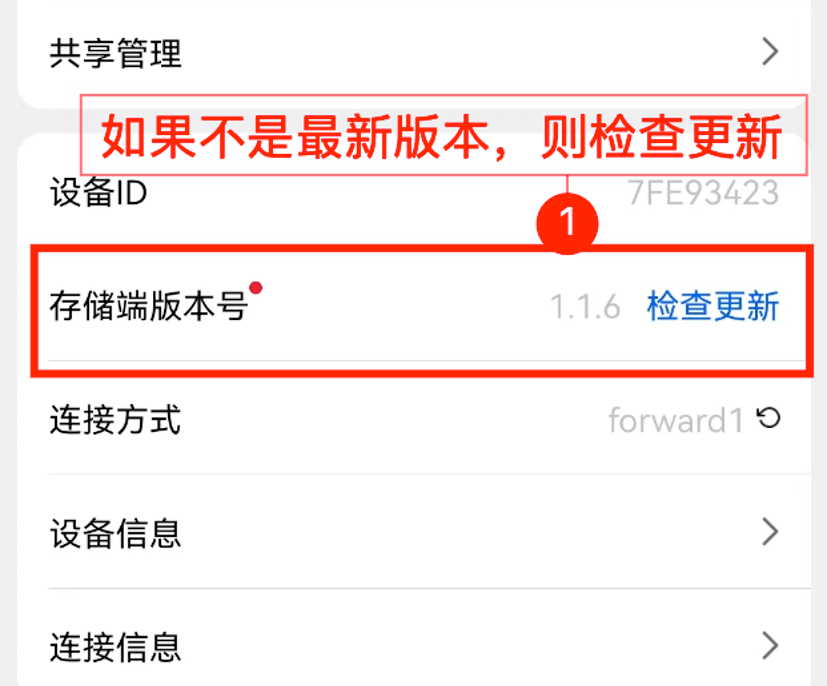 共享管理
如果不是最新版本，则检查更新
设备ID 7FE93423
1
存储端版本号 1.1.6 检查更新
连接方式 forward1
设备信息
连接信息